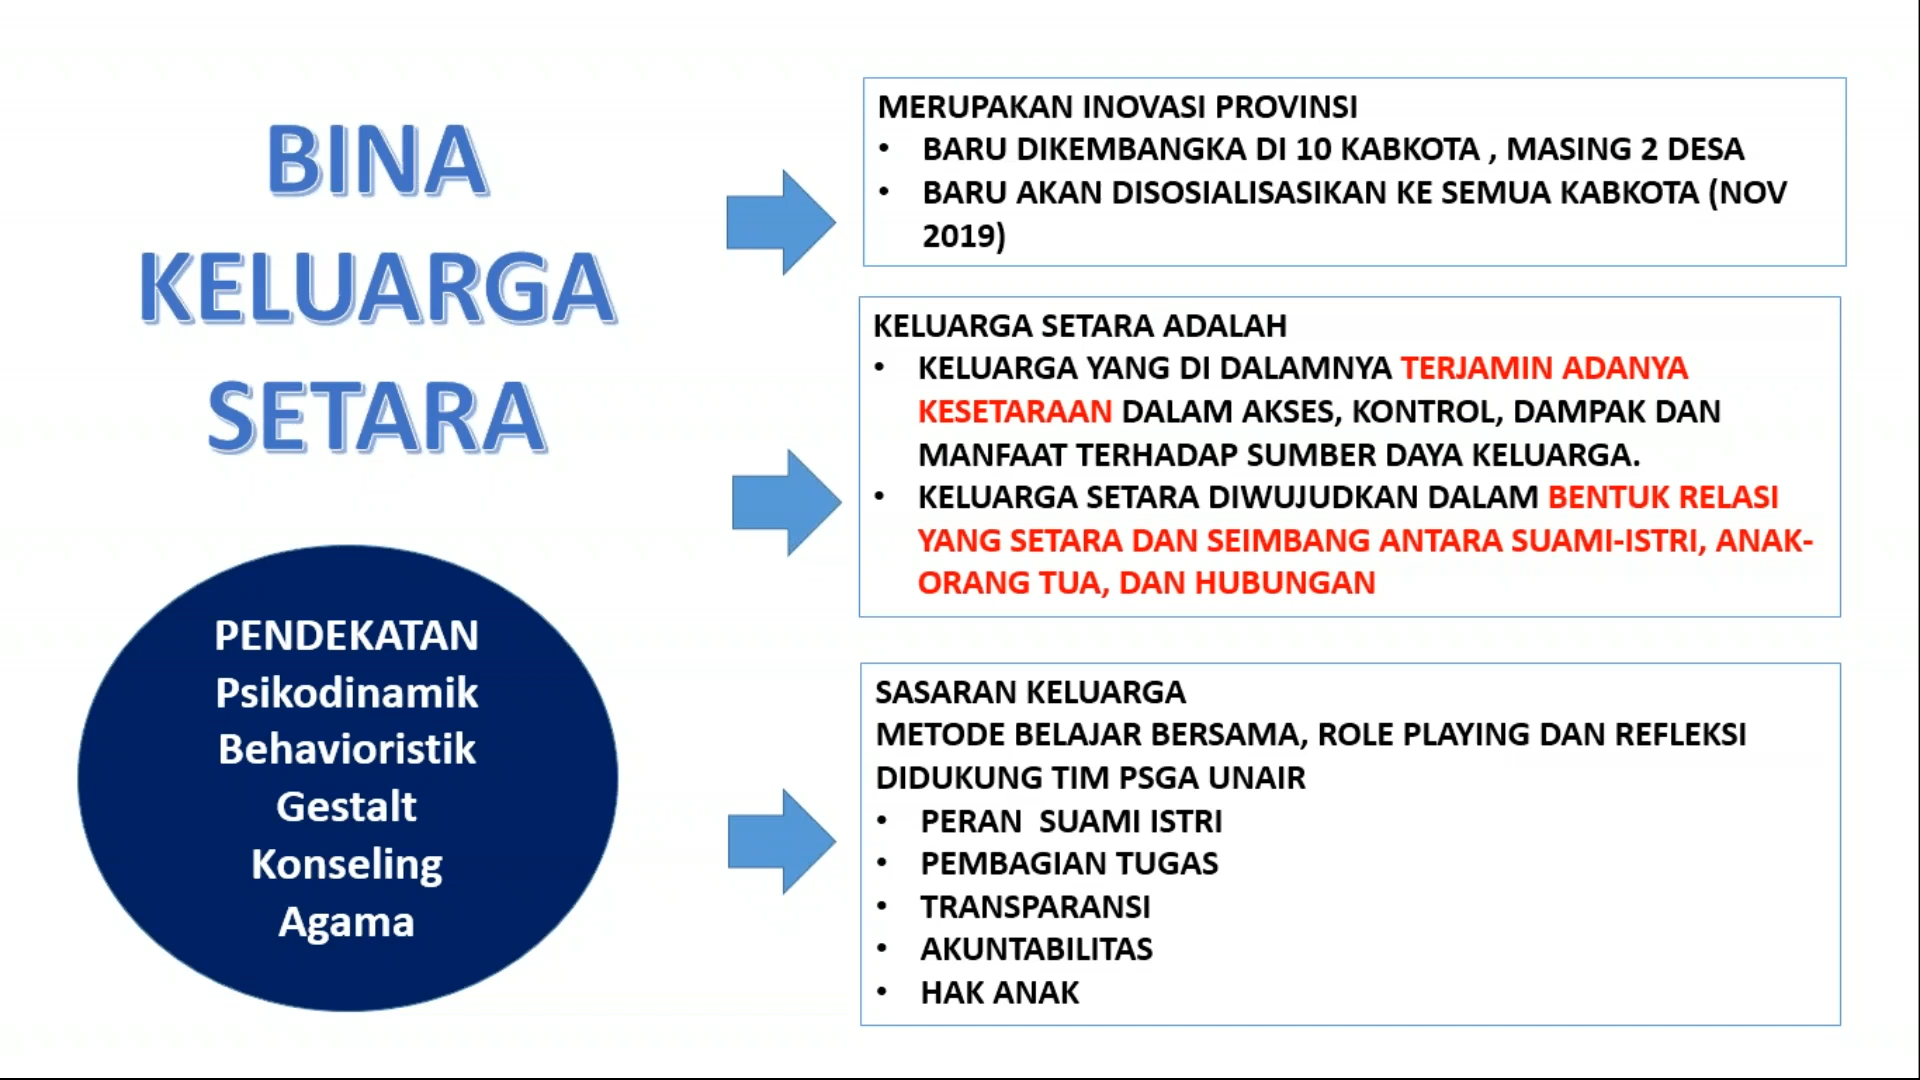 BINA
KELUARGA
SETARA
PENDEKATAN
Psikodinamik
Behavioristik
Gestalt
Konseling
Agama
MERUPAKAN INOVASI PROVINSI
• BARU DIKEMBANGKA DI 10 KABKOTA , MASING 2 DESA
• BARU AKAN DISOSIALISASIKAN KE SEMUA KABKOTA (NOV
2019)
KELUARGA SETARA ADALAH
• KELUARGA YANG DI DALAMNYA TERJAMIN ADANYA
KESETARAAN DALAM AKSES, KONTROL, DAMPAK DAN
MANFAAT TERHADAP SUMBER DAYA KELUARGA.
• KELUARGA SETARA DIWUJUDKAN DALAM BENTUK RELASI
YANG SETARA DAN SEIMBANG ANTARA SUAMI-ISTRI, ANAK-
ORANG TUA, DAN HUBUNGAN
SASARAN KELUARGA
METODE BELAJAR BERSAMA, ROLE PLAYING DAN REFLEKSI
DIDUKUNG TIM PSGA UNAIR
• PERAN  SUAMI ISTRI
• PEMBAGIAN TUGAS
• TRANSPARANSI
• AKUNTABILITAS
• HAK ANAK